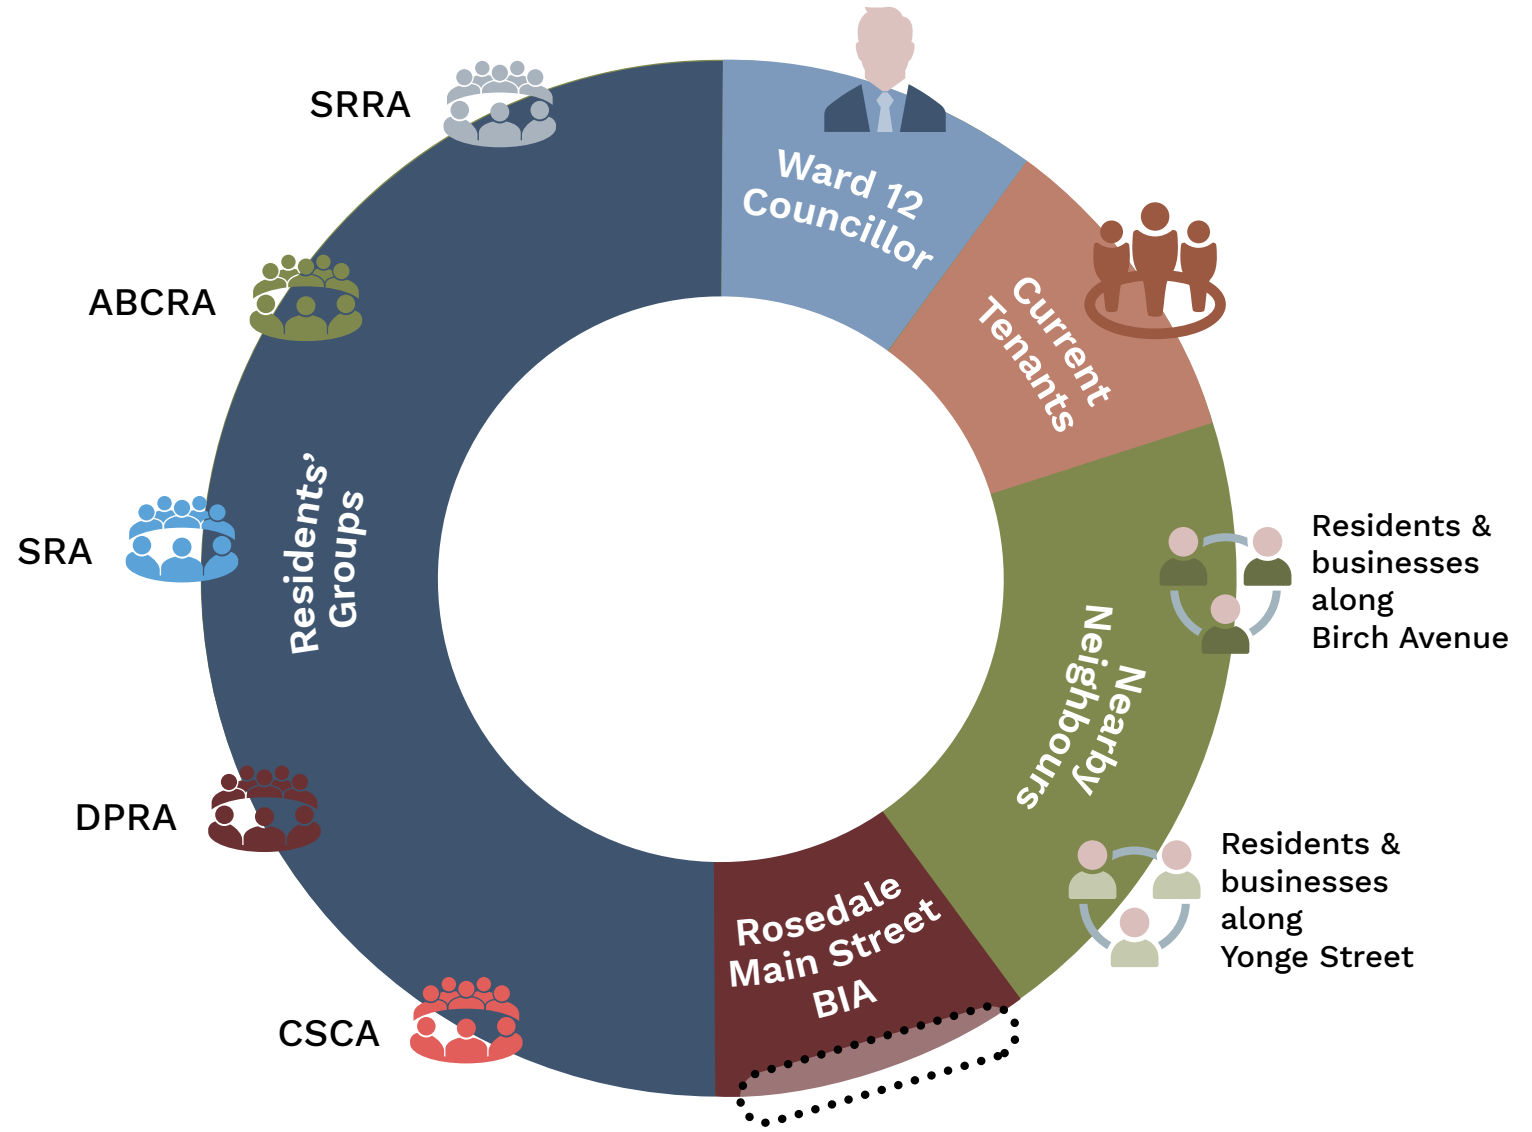 SRRA
ABCRA
SRA
DPRA
CSCA
Residents’
Groups
Ward 12
Councillor
Current
Tenants
Nearby
Neighbours
Residents &
businesses
along
Birch Avenue
Residents &
businesses
along
Yonge Street
Rosedale
Main Street
BIA